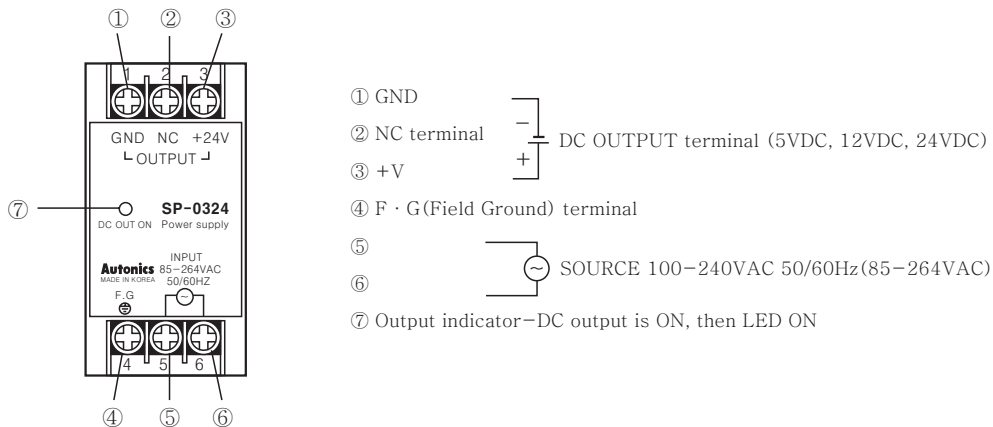 ① ② ③
1 2 3
GND NC +24V
OUTPUT
⑦
SP-0324
DC OUT ON Power supply
INPUT
Autonics 85-264VAC
MADE IN KOREA 50/60HZ
F.G
4 5 6
④ ⑤ ⑥
① GND
② NC terminal
③ +V
− + DC OUTPUT terminal (5VDC, 12VDC, 24VDC)
④ F · G(Field Ground) terminal
⑤
⑥
SOURCE 100-240VAC 50/60Hz(85-264VAC)
⑦ Output indicator-DC output is ON, then LED ON